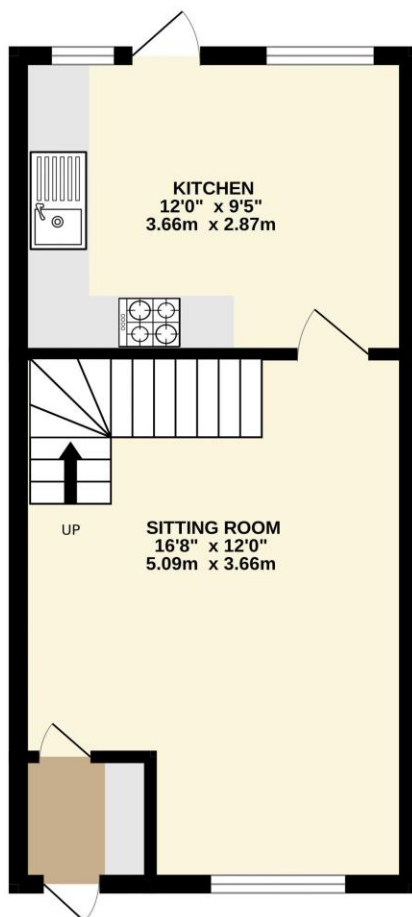 KITCHEN
12'0" x 9'5"
3.66m x 2.87m
UP
SITTING ROOM
16'8" x 12'0"
5.09m x 3.66m